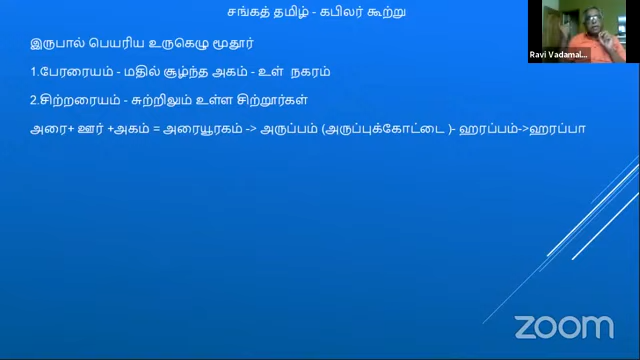 சங்கத் தமிழ் - கபிலர் கூற்று
இருபால் பெயரிய உருகெழு மூதூர்
1.பேரரையம் - மதில் சூழ்ந்த அகம் - உள் நகரம்
2.சிற்றரையம் - சுற்றிலும் உள்ள சிற்றூர்கள்
அரை+ ஊர் +அகம் = அரையூரகம் -> அருப்பம் (அருப்புக்கோட்டை )- ஹரப்பம்->ஹரப்பா
Ravi Vadamal...
zoom